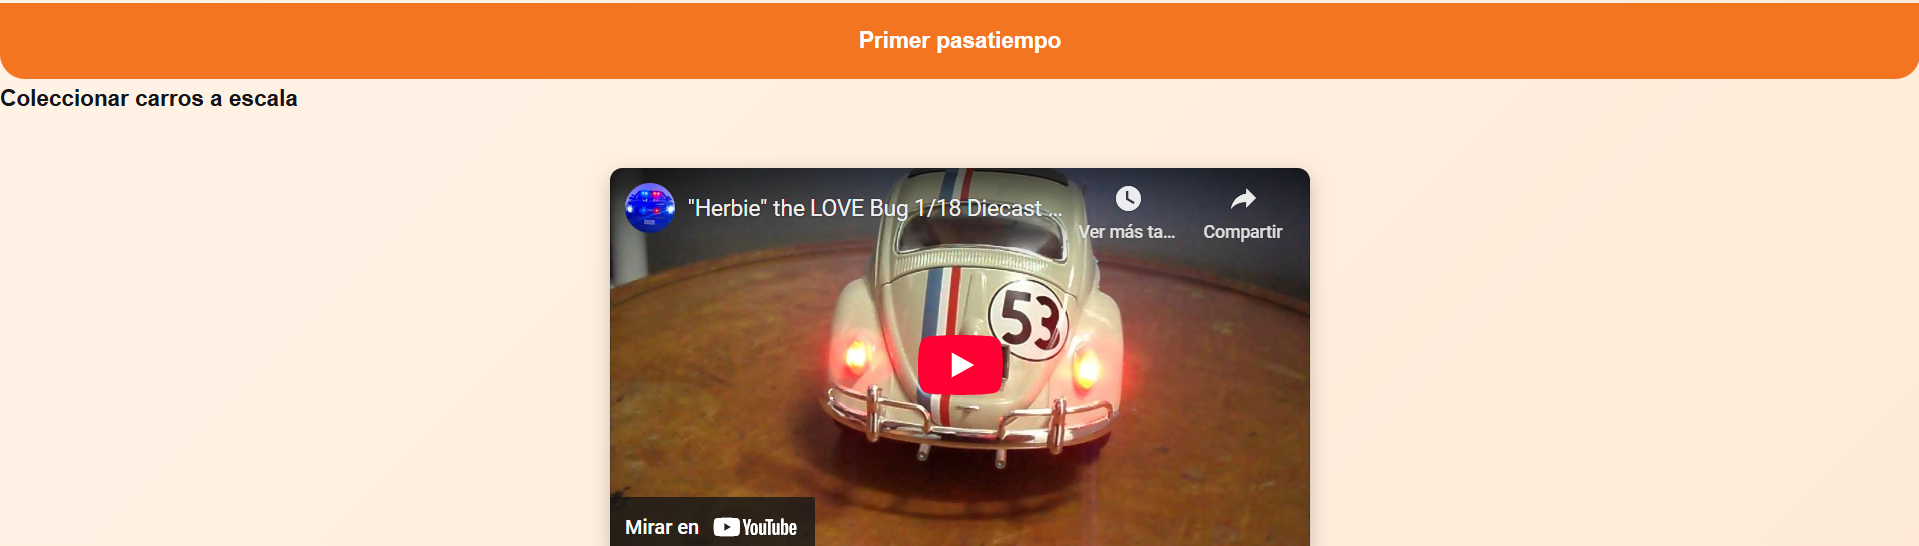 Primer pasatiempo
Coleccionar carros a escala
"Herbie" the LOVE Bug 1/18 Diecast ...
Ver más ta...
Compartir
53
Mirar en YouTube